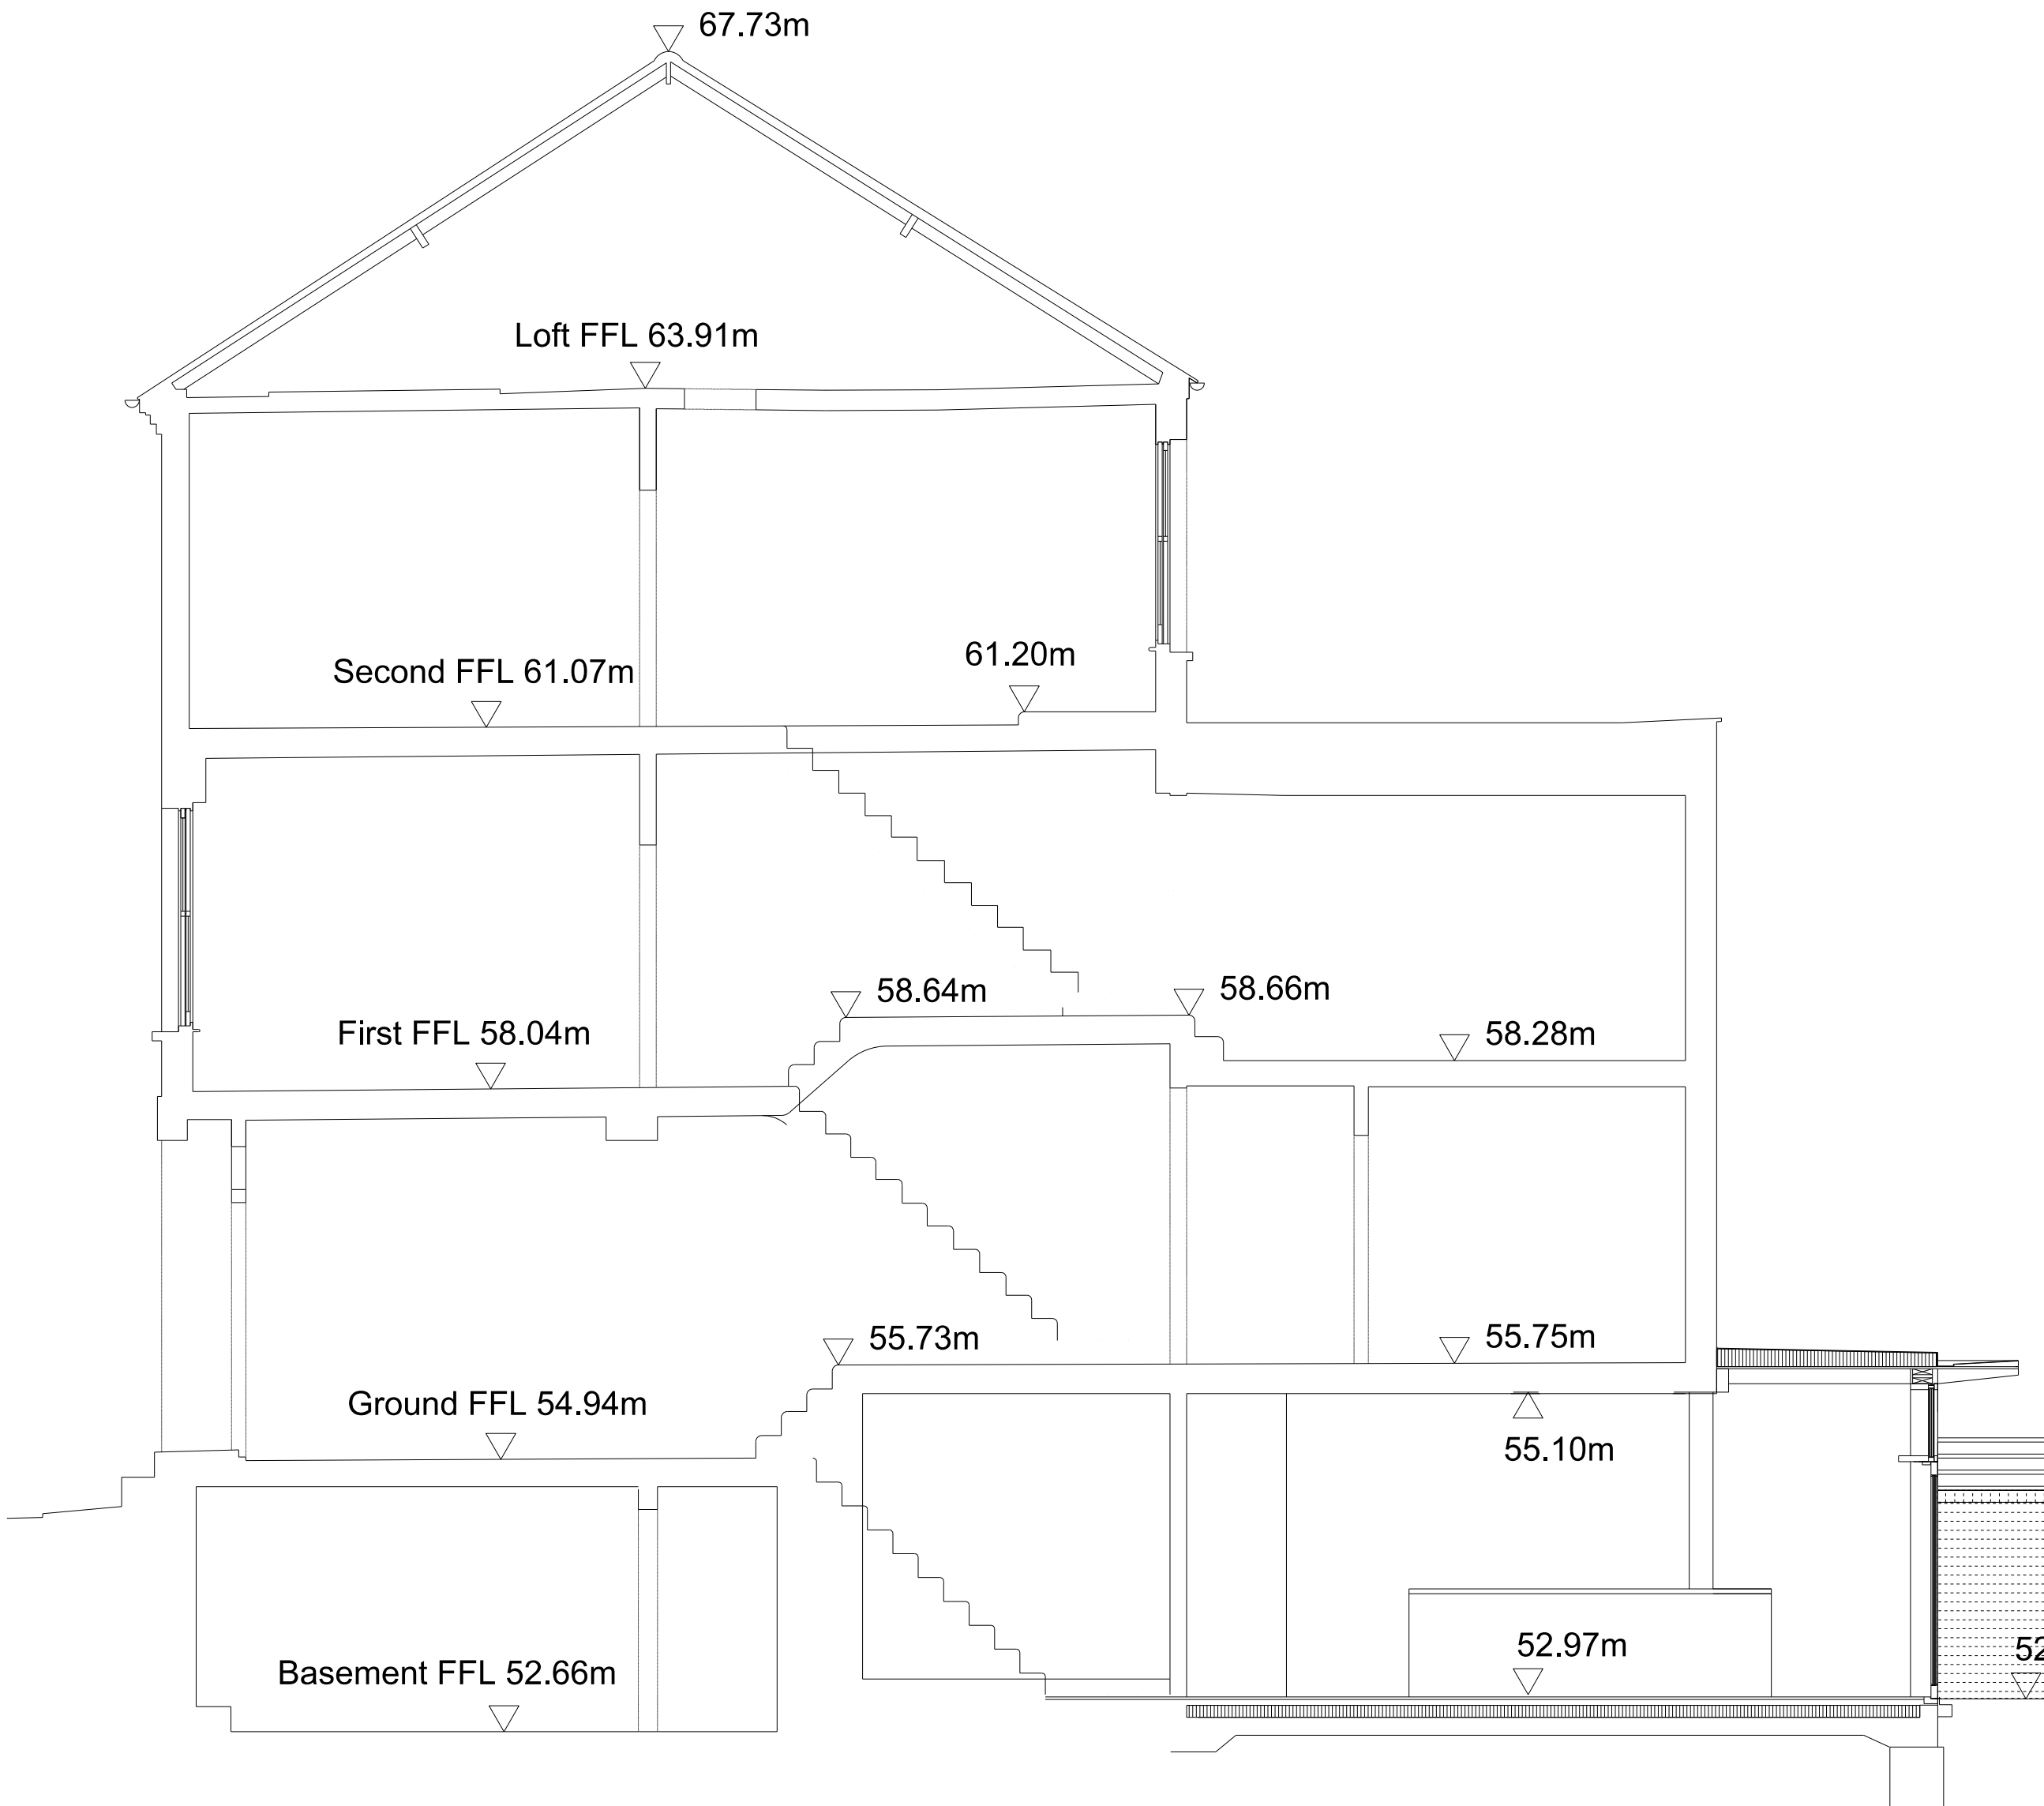 67.73m
Loft FFL 63.91m
61.20m
Second FFL 61.07m
58.64m
58.66m
First FFL 58.04m
58.28m
55.73m
55.75m
Ground FFL 54.94m
55.10m
52.97m
52
Basement FFL 52.66m